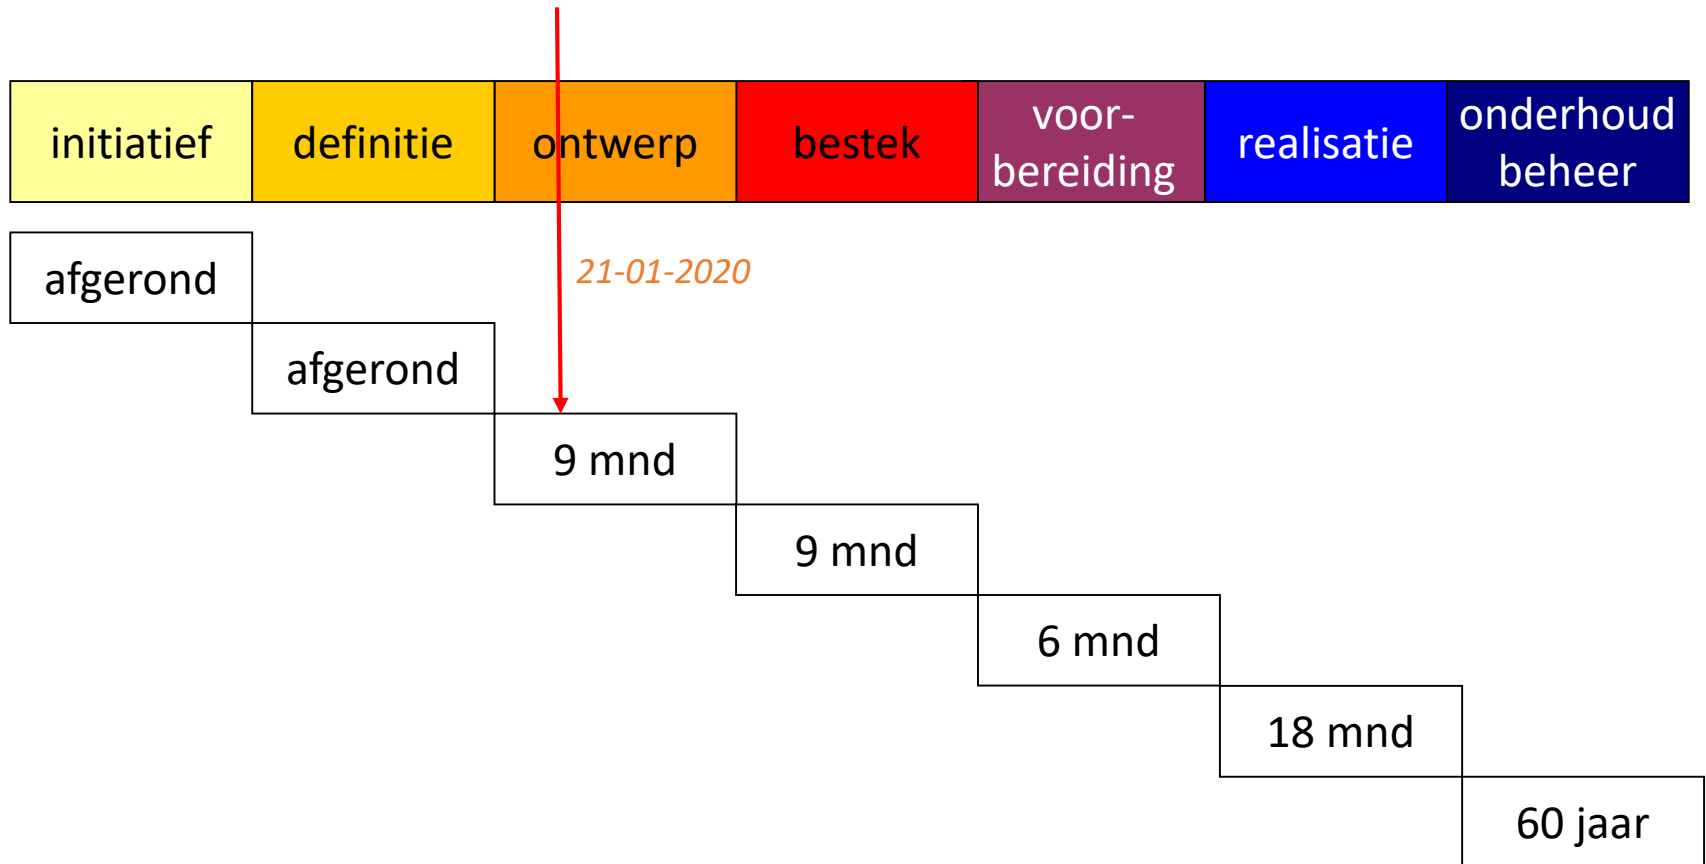 initiatief
definitie
ontwerp
bestek
voor-
bereiding
realisatie
onderhoud
beheer
afgerond
21-01-2020
afgerond
9 mnd
9 mnd
6 mnd
18 mnd
60 jaar